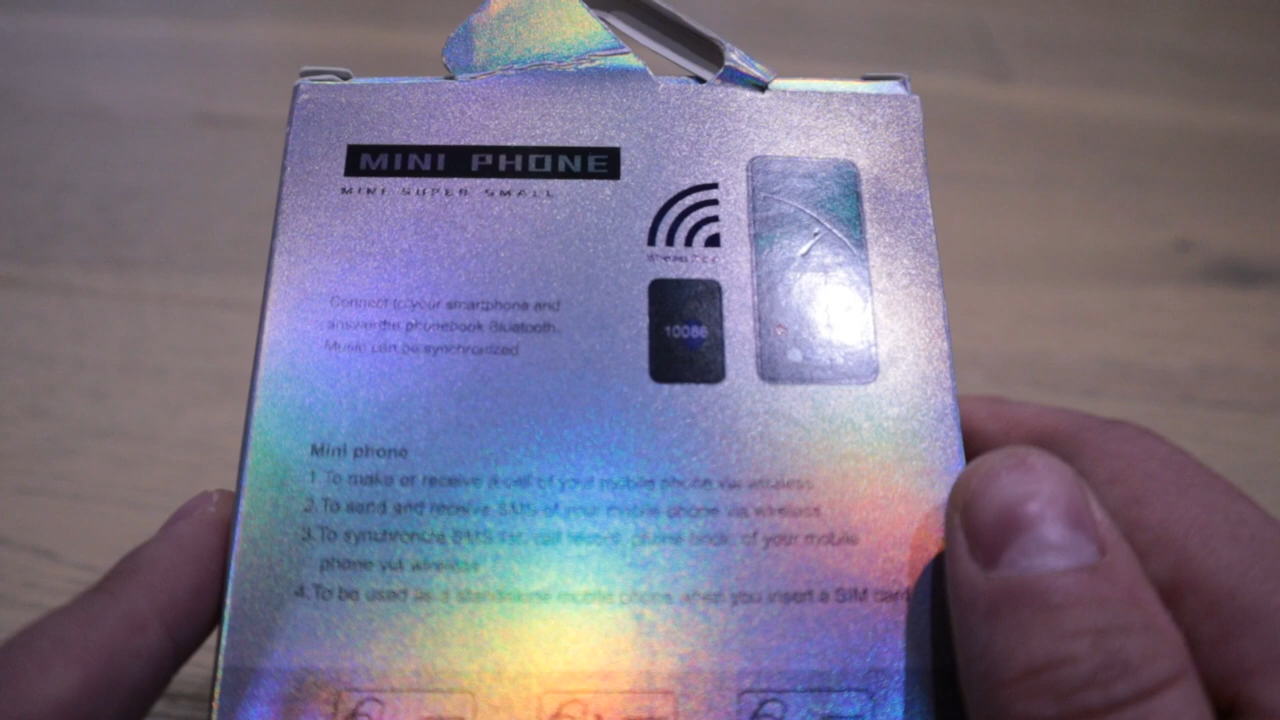 MINI PHONE
MINI SUPER SMALL
Connect to your smartphone and
phonebook Bluetooth.
Music can be synchronized
10086
Mini phone
1. To make or receive a call of your mobile phone via wireless
2. To send and receive SMS of your mobile phone via wireless
3. To synchronize SMS call record, phone book, of your mobile
phone via wireless
4. To be used as a standalone mobile phone when you insert a SIM card